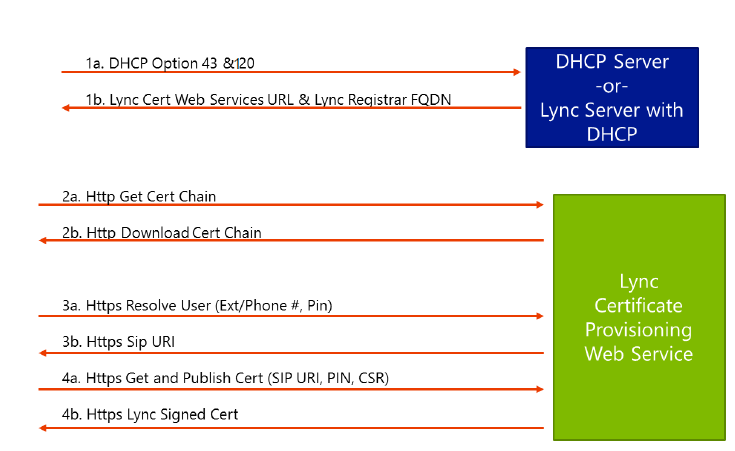 1a. DHCP Option 43 &120
1b. Lync Cert Web Services URL & Lync Registrar FQDN
DHCP Server
-or-
Lync Server with
DHCP
2a. Http Get Cert Chain
2b. Http Download Cert Chain
3a. Https Resolve User (Ext/Phone #, Pin)
3b. Https Sip URI
4a. Https Get and Publish Cert (SIP URI, PIN, CSR)
4b. Https Lync Signed Cert
Lync
Certificate
Provisioning
Web Service